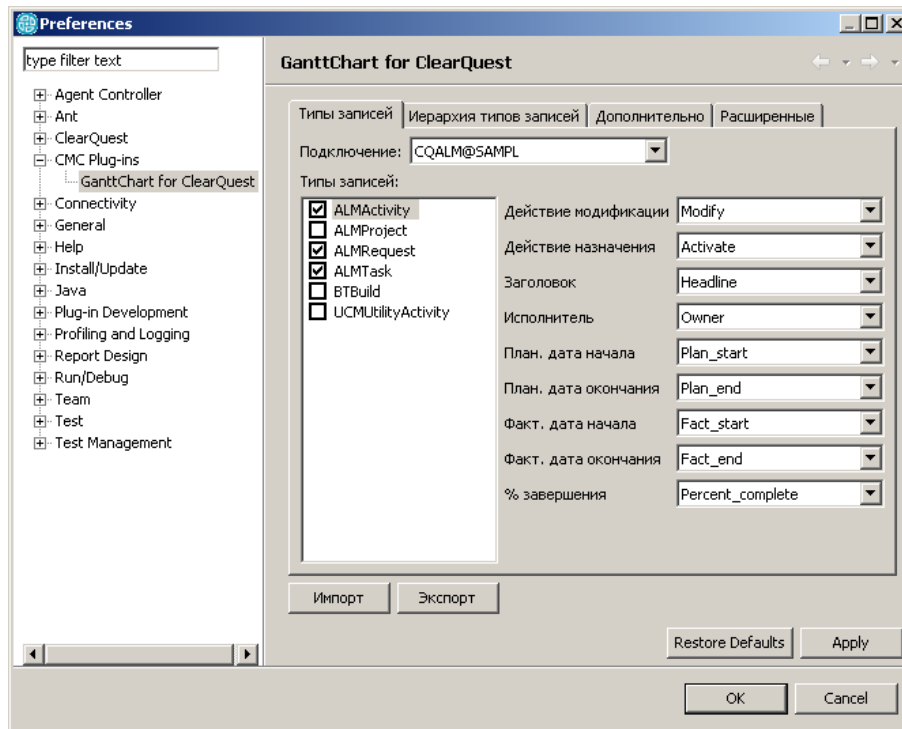 Preferences
type filter text
Agent Controller
Ant
ClearQuest
CMC Plug-ins
GanttChart for ClearQuest
Connectivity
General
Help
Install/Update
Java
Plug-in Development
Profiling and Logging
Report Design
Run/Debug
Team
Test
Test Management
GanttChart for ClearQuest
Типы записей Иерархия типов записей Дополнительно Расширенные
Подключение: CQALM@SAMPL
Типы записей:
ALMActivity
ALMProject
ALMRequest
ALMTask
BTBuild
UCMUtilityActivity
Действие модификации Modify
Действие назначения Activate
Заголовок Headline
Исполнитель Owner
План. дата начала Plan_start
План. дата окончания Plan_end
Факт. дата начала Fact_start
Факт. дата окончания Fact_end
% завершения Percent_complete
Импорт Экспорт
Restore Defaults Apply
OK Cancel